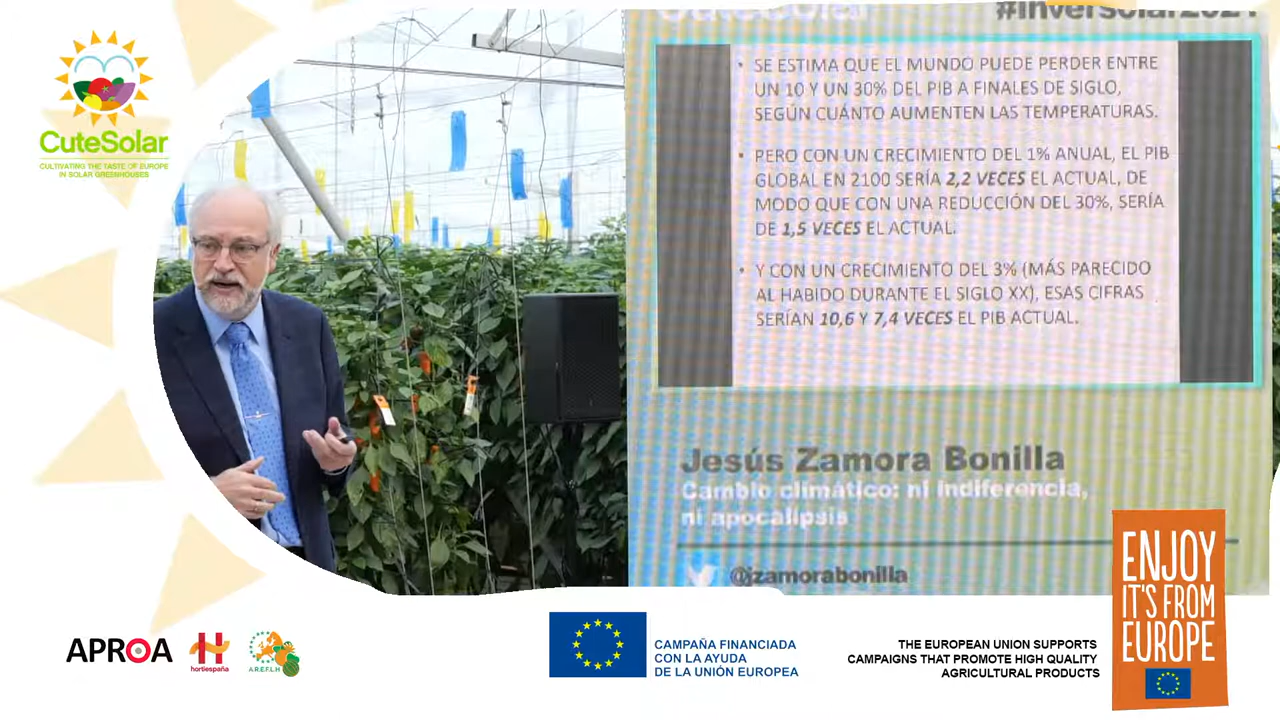 CuteSolar
CULTIVATING THE TASTE OF EUROPE
IN SOLAR GREENHOUSES
CuteSolar
#Inversolar2021
• SE ESTIMA QUE EL MUNDO PUEDE PERDER ENTRE
UN 10 Y UN 30% DEL PIB A FINALES DE SIGLO,
SEGÚN CUÁNTO AUMENTEN LAS TEMPERATURAS.
• PERO CON UN CRECIMIENTO DEL 1% ANUAL, EL PIB
GLOBAL EN 2100 SERÍA 2,2 VECES EL ACTUAL, DE
MODO QUE CON UNA REDUCCIÓN DEL 30%, SERÍA
DE 1,5 VECES EL ACTUAL.
• Y CON UN CRECIMIENTO DEL 3% (MÁS PARECIDO
AL HABIDO DURANTE EL SIGLO XX), ESAS CIFRAS
SERÍAN 10,6 Y 7,4 VECES EL PIB ACTUAL.
Jesús Zamora Bonilla
Cambio climático: ni indiferencia,
ni apocalipsis
@jzamorabonilla
APROA
hortiespaña
A.R.E.F.L.H
CAMPAÑA FINANCIADA
CON LA AYUDA
DE LA UNIÓN EUROPEA
THE EUROPEAN UNION SUPPORTS
CAMPAIGNS THAT PROMOTE HIGH QUALITY
AGRICULTURAL PRODUCTS
ENJOY
IT'S FROM
EUROPE